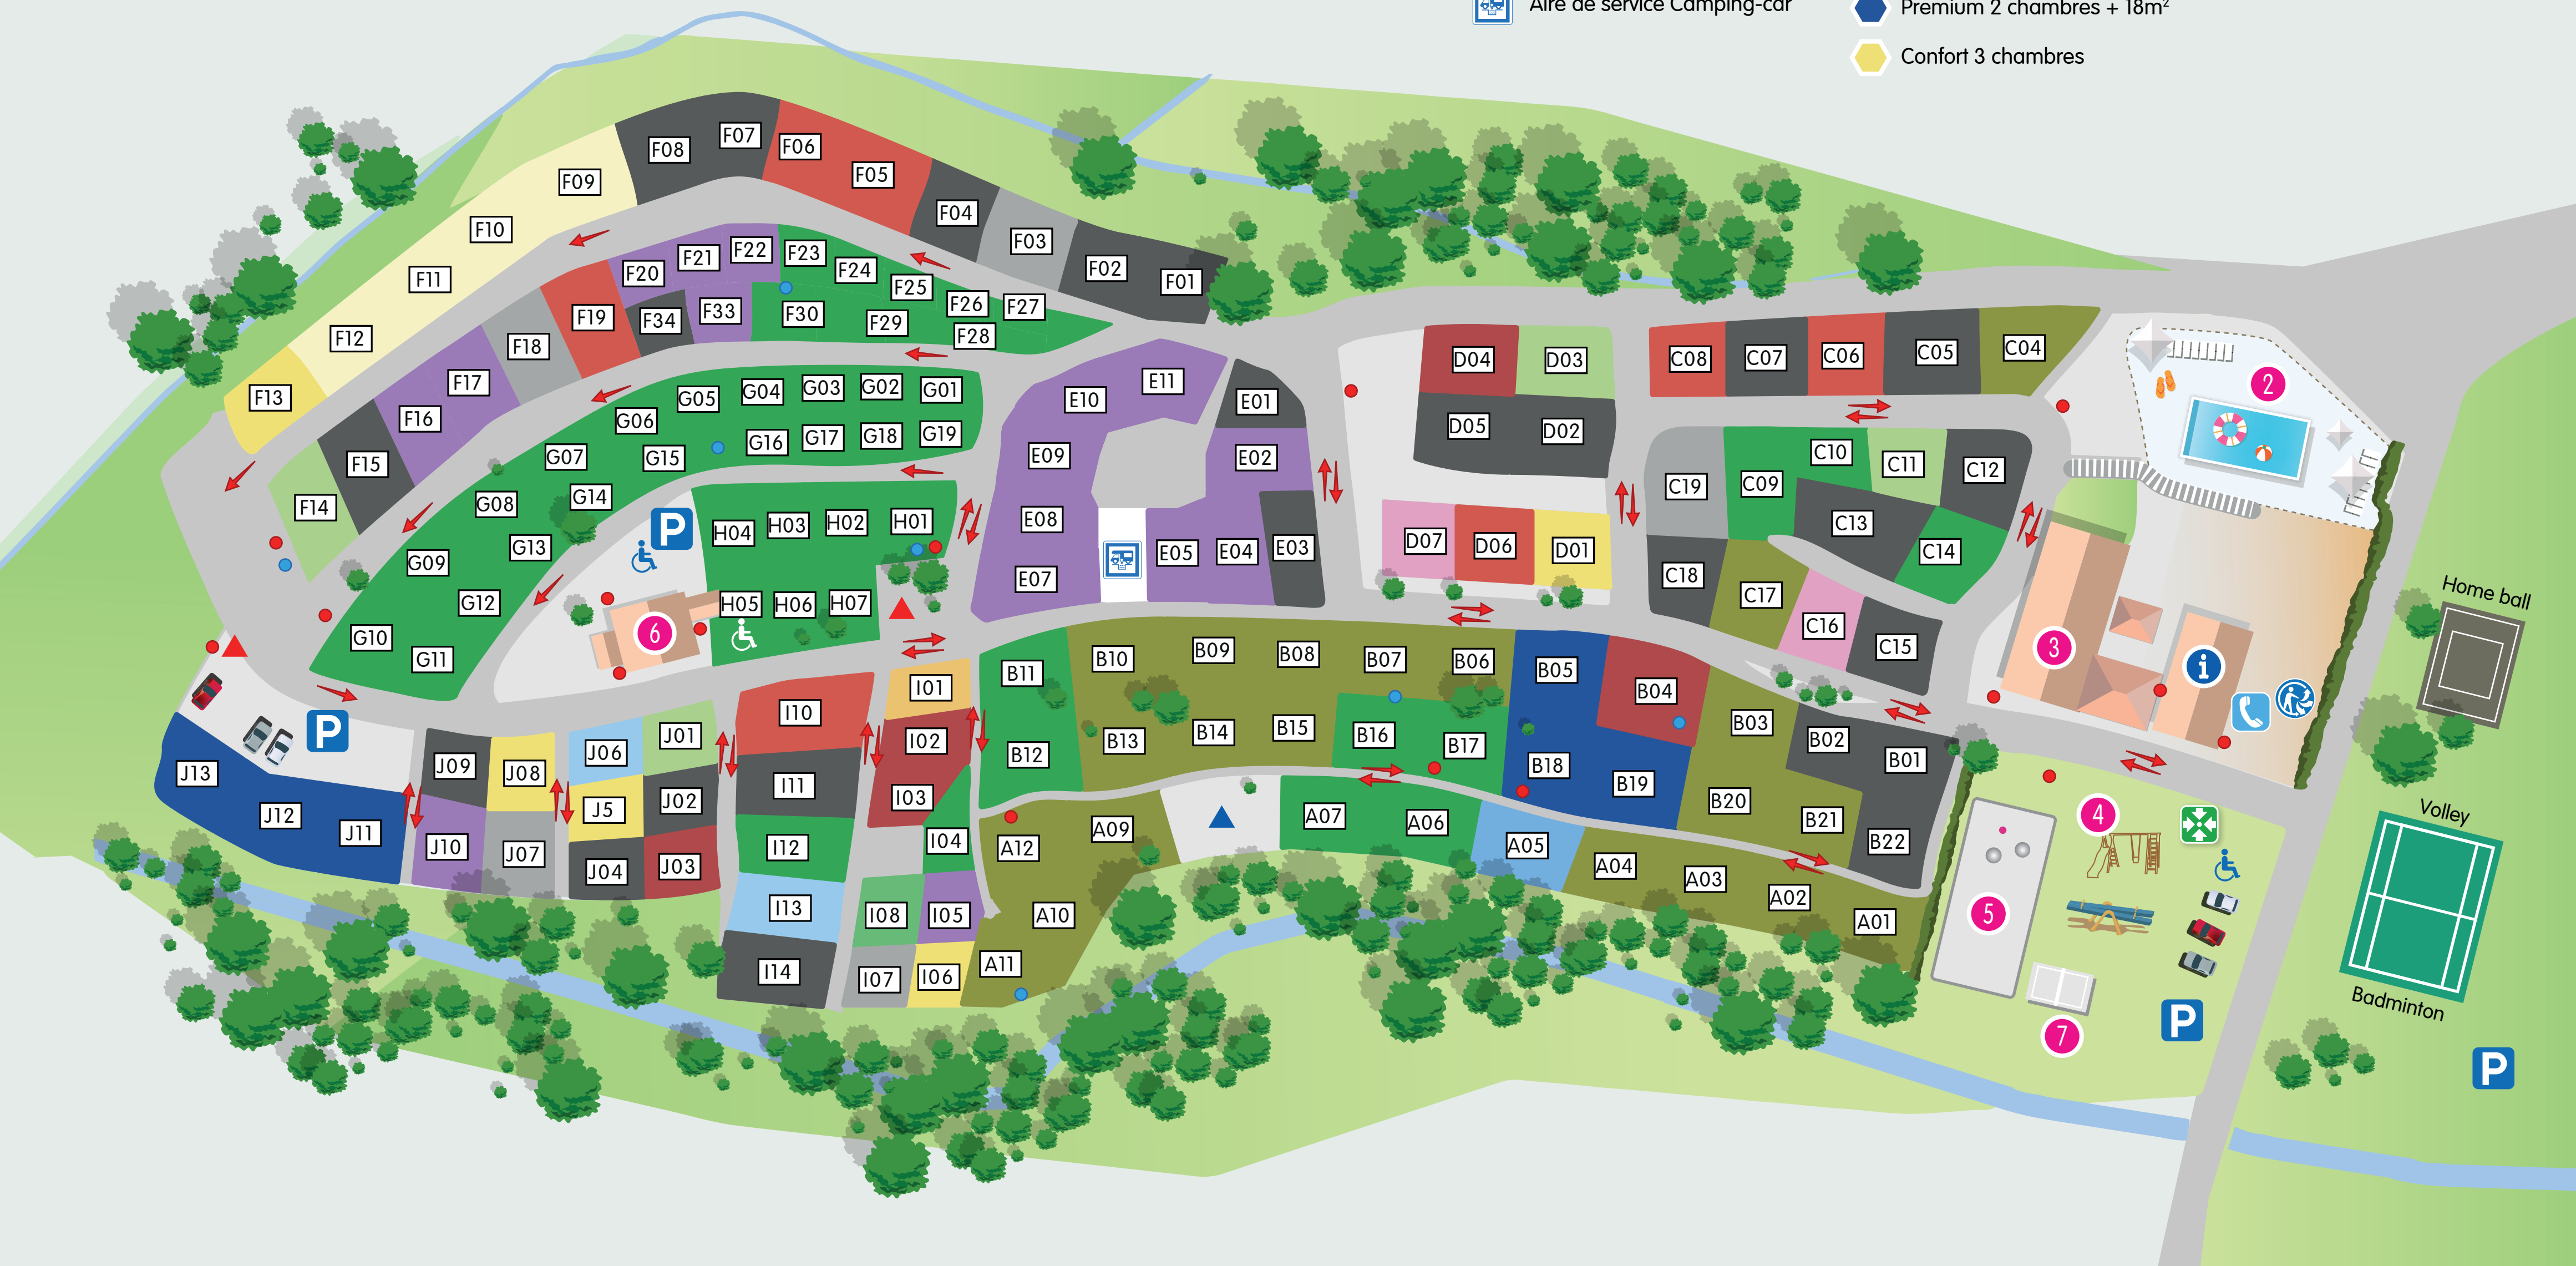 Aire de service Camping-car
Premium 2 chambres + 18m²
Confort 3 chambres
F08
F07
F06
F05
F09
F04
F10
F03
F11
F02
F01
F12
F13
F20
F21
F22
F23
F24
F25
F26
F27
F19
F34
F33
F30
F29
F28
F18
F17
F16
F15
F14
G05
G04
G03
G02
G01
G06
G16
G17
G18
G19
G07
G15
G08
G14
G09
G13
G12
G10
G11
P
H04
H03
H02
H01
H05
H06
H07
6
E11
E10
E01
E09
E02
E08
E05
E04
E03
E07
D04
D03
D05
D02
D07
D06
D01
C08
C07
C06
C05
C04
C19
C09
C10
C11
C12
C13
C14
C18
C17
C16
C15
2
3
i
Home ball
B11
B10
B09
B08
B07
B06
B05
B04
B03
B02
B01
B12
B13
B14
B15
B16
B17
B18
B19
B20
B21
B22
I01
I10
I02
I11
I03
I12
I04
I13
I08
I05
I14
I07
I06
P
J13
J12
J11
J09
J08
J06
J01
J5
J02
J10
J07
J04
J03
A12
A09
A07
A06
A05
A04
A03
A02
A01
A10
A11
4
5
7
P
Volley
Badminton
P